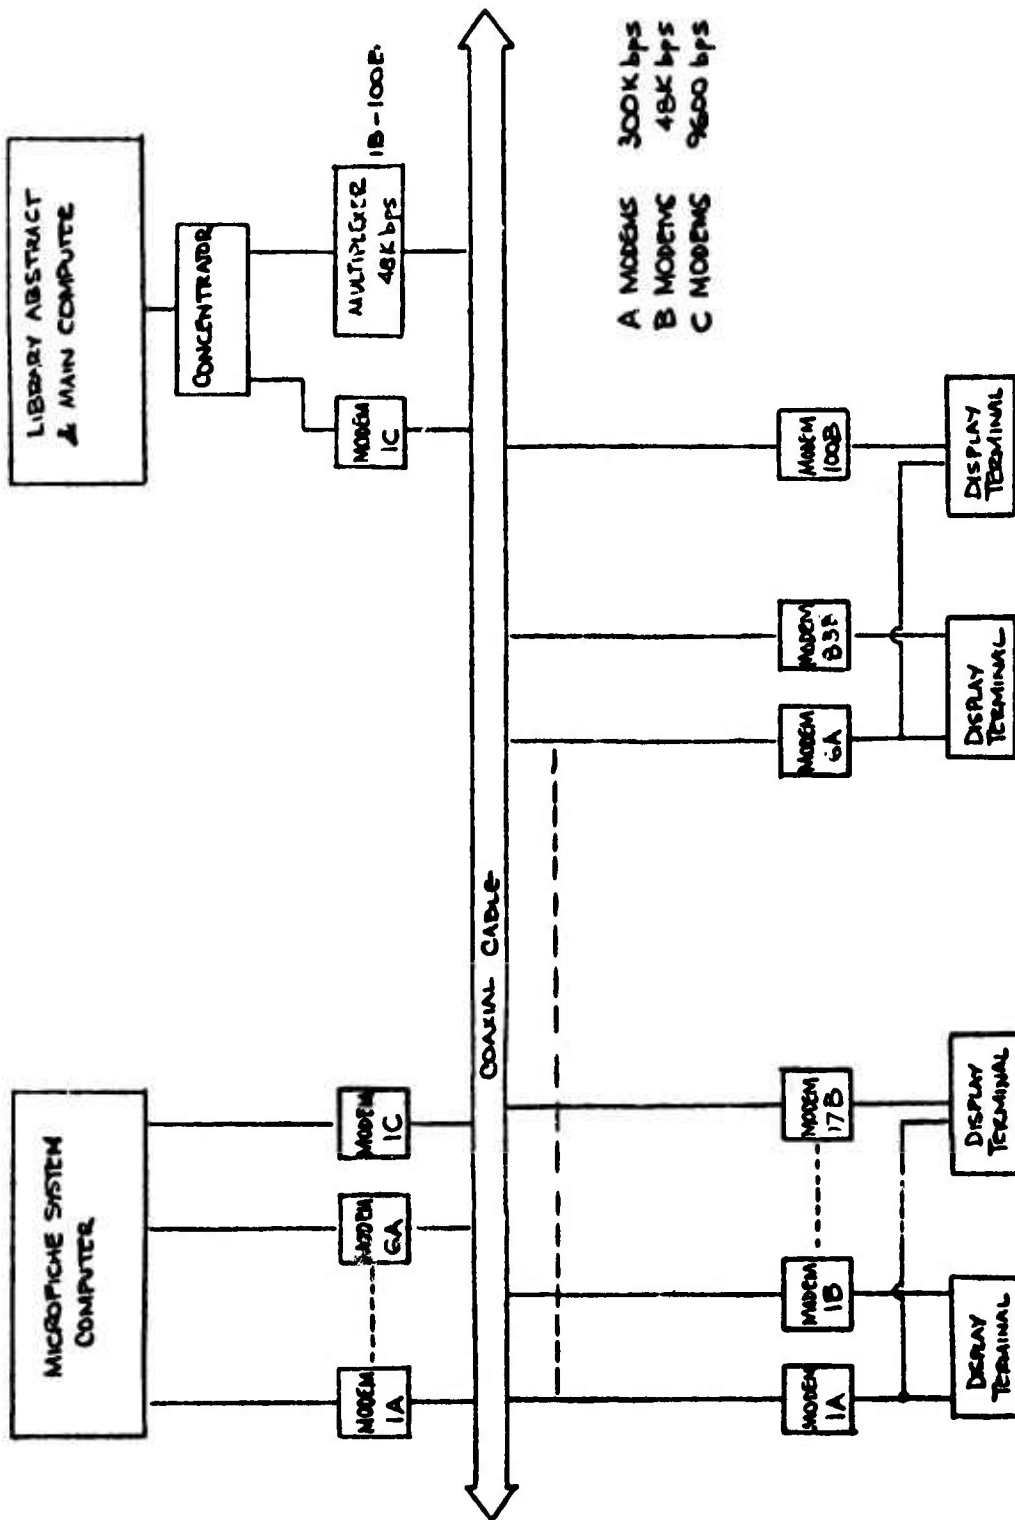 MICROFICHE SYSTEM
COMPUTER
LIBRARY ABSTRACT
& MAIN COMPUTER
CONCENTRATOR
MODEM
1A
MODEM
6A
MODEM
1C
MODEM
1C
MULTIPLEXER
48K bps
1B-100B
COAXIAL CABLE
A MODEMS 300K bps
B MODEMS 48K bps
C MODEMS 9600 bps
MODEM
1A
MODEM
1B
MODEM
17B
MODEM
6A
MODEM
MODEM
100B
DISPLAY
TERMINAL
DISPLAY
TERMINAL
DISPLAY
TERMINAL
DISPLAY
TERMINAL